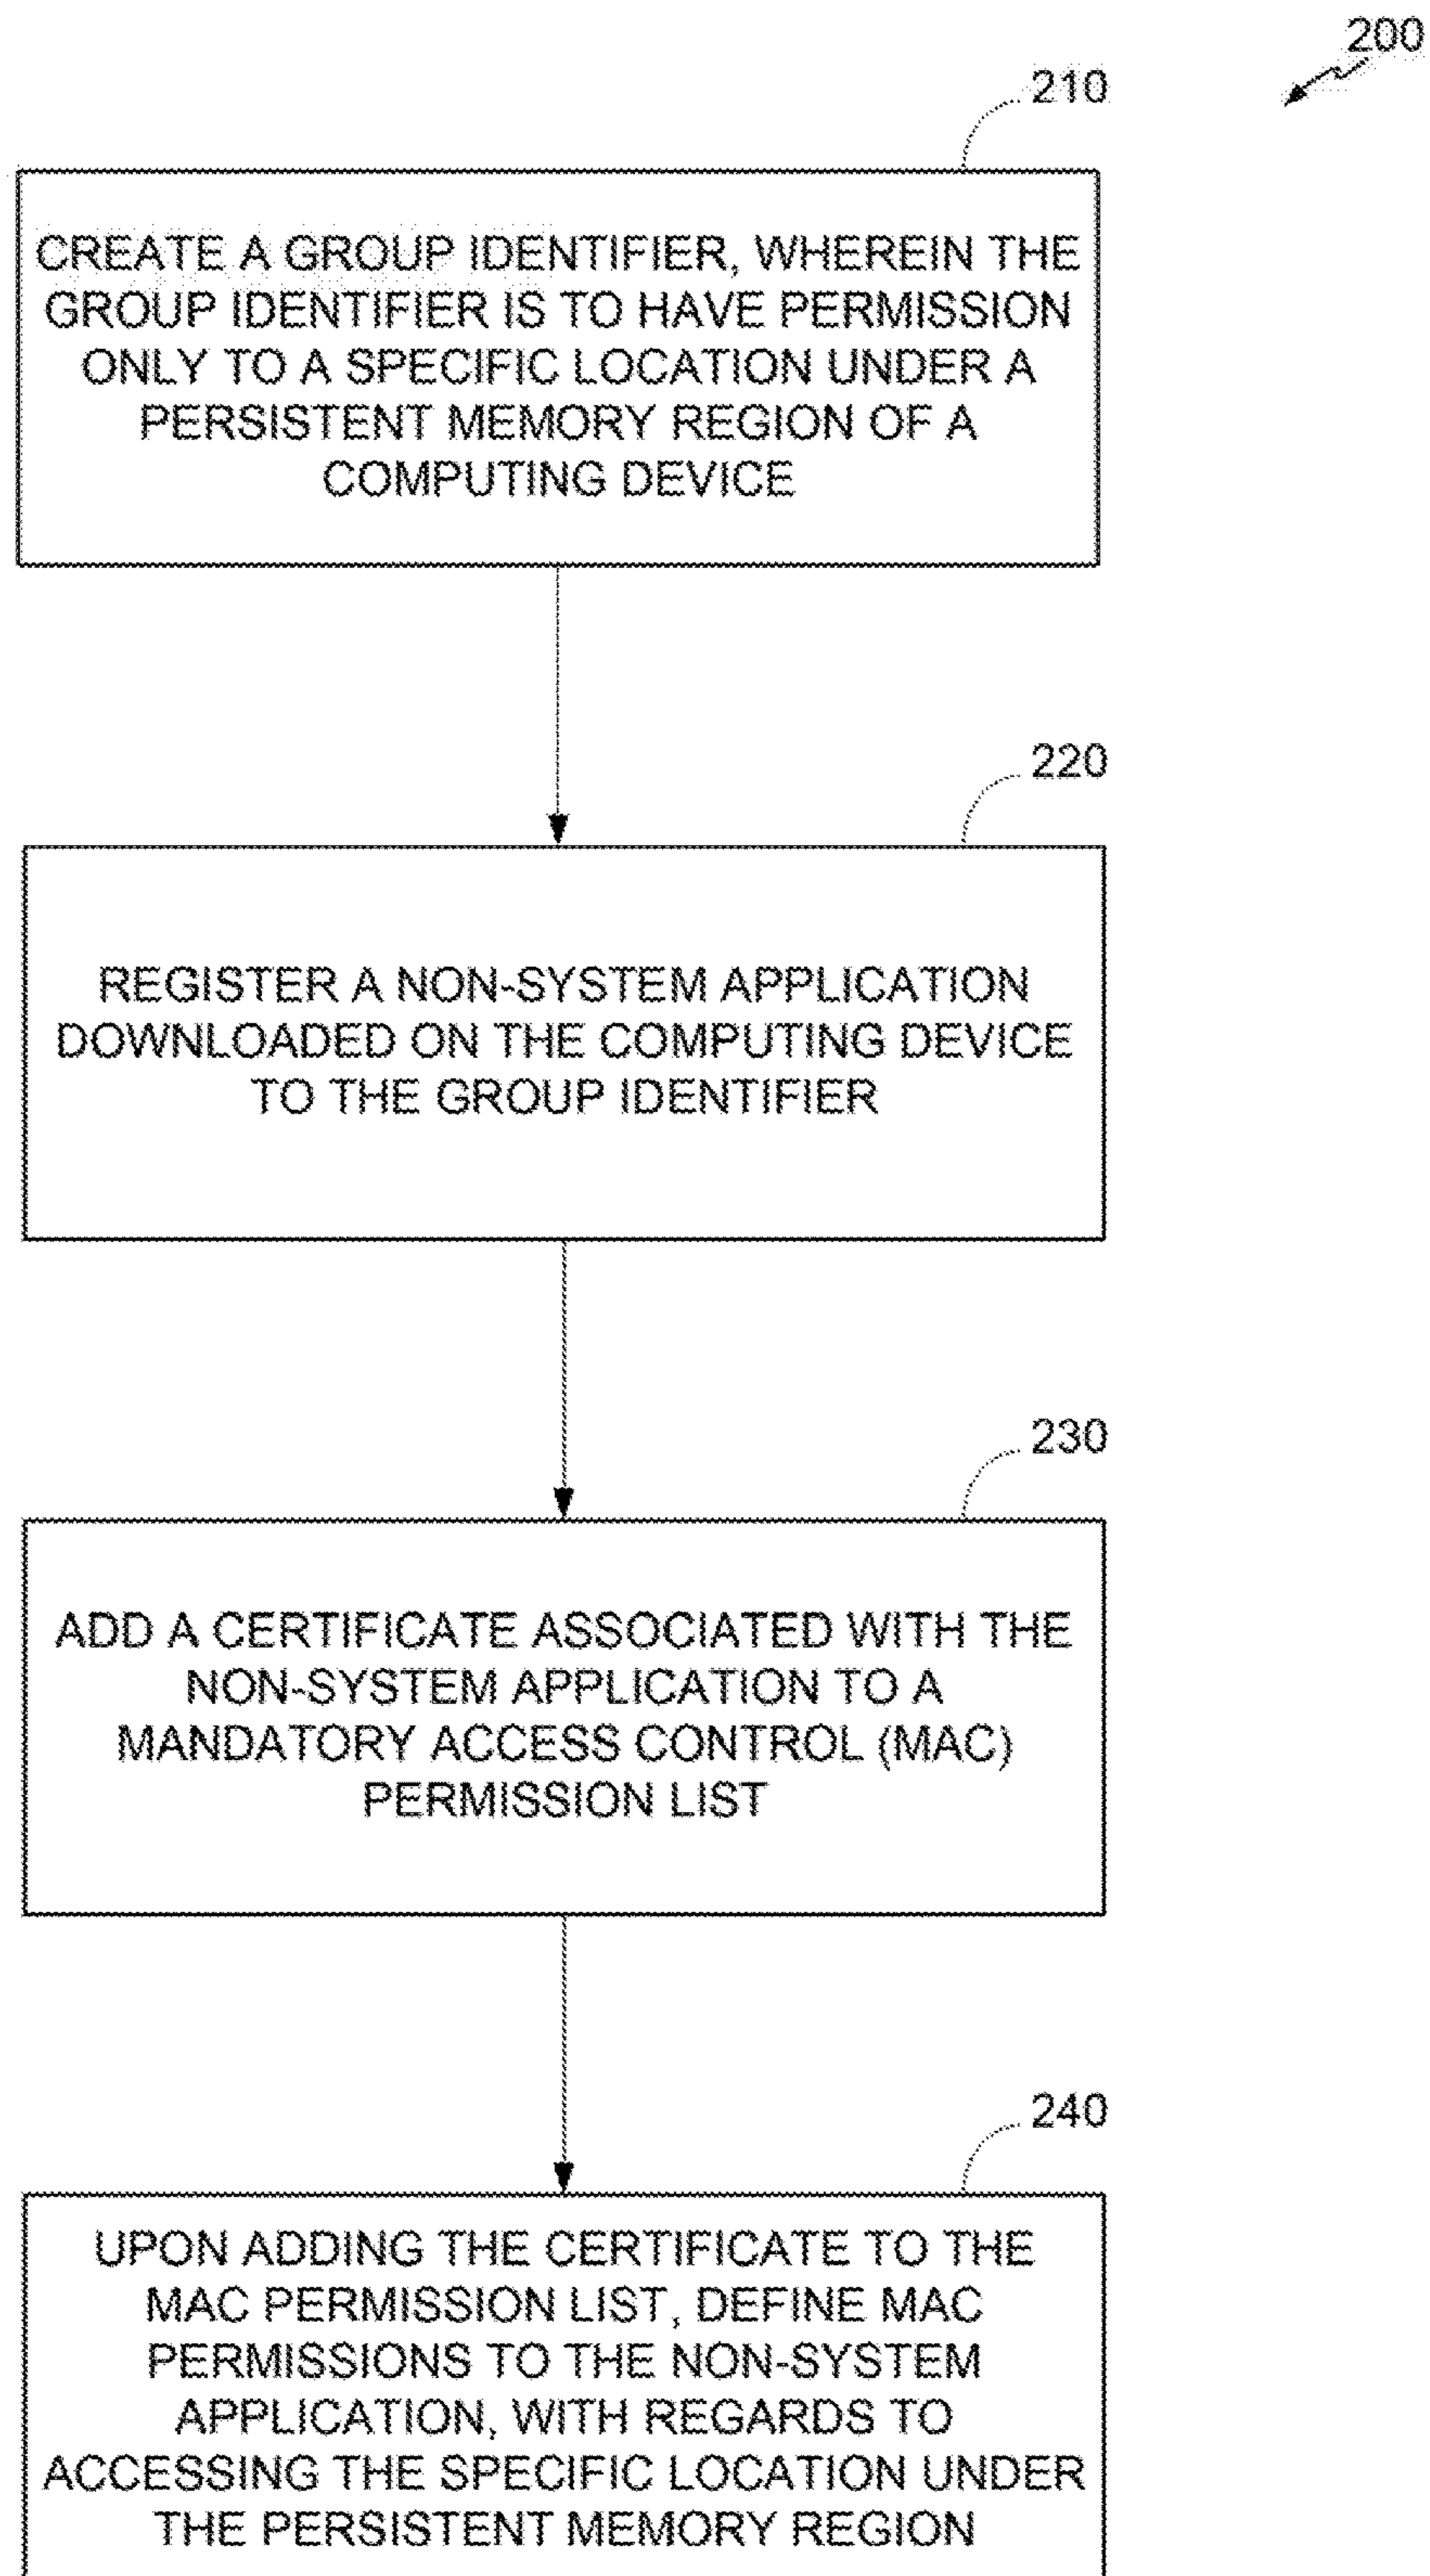 200
210
CREATE A GROUP IDENTIFIER, WHEREIN THE
GROUP IDENTIFIER IS TO HAVE PERMISSION
ONLY TO A SPECIFIC LOCATION UNDER A
PERSISTENT MEMORY REGION OF A
COMPUTING DEVICE
220
REGISTER A NON-SYSTEM APPLICATION
DOWNLOADED ON THE COMPUTING DEVICE
TO THE GROUP IDENTIFIER
230
ADD A CERTIFICATE ASSOCIATED WITH THE
NON-SYSTEM APPLICATION TO A
MANDATORY ACCESS CONTROL (MAC)
PERMISSION LIST
240
UPON ADDING THE CERTIFICATE TO THE
MAC PERMISSION LIST, DEFINE MAC
PERMISSIONS TO THE NON-SYSTEM
APPLICATION, WITH REGARDS TO
ACCESSING THE SPECIFIC LOCATION UNDER
THE PERSISTENT MEMORY REGION